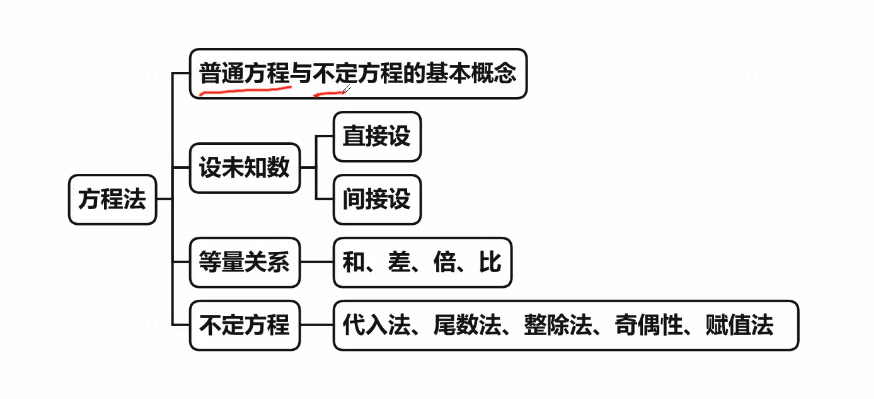 普通方程与不定方程的基本概念
直接设
设未知数
间接设
方程法
等量关系
和、差、倍、比
不定方程
代入法、尾数法、整除法、奇偶性、赋值法